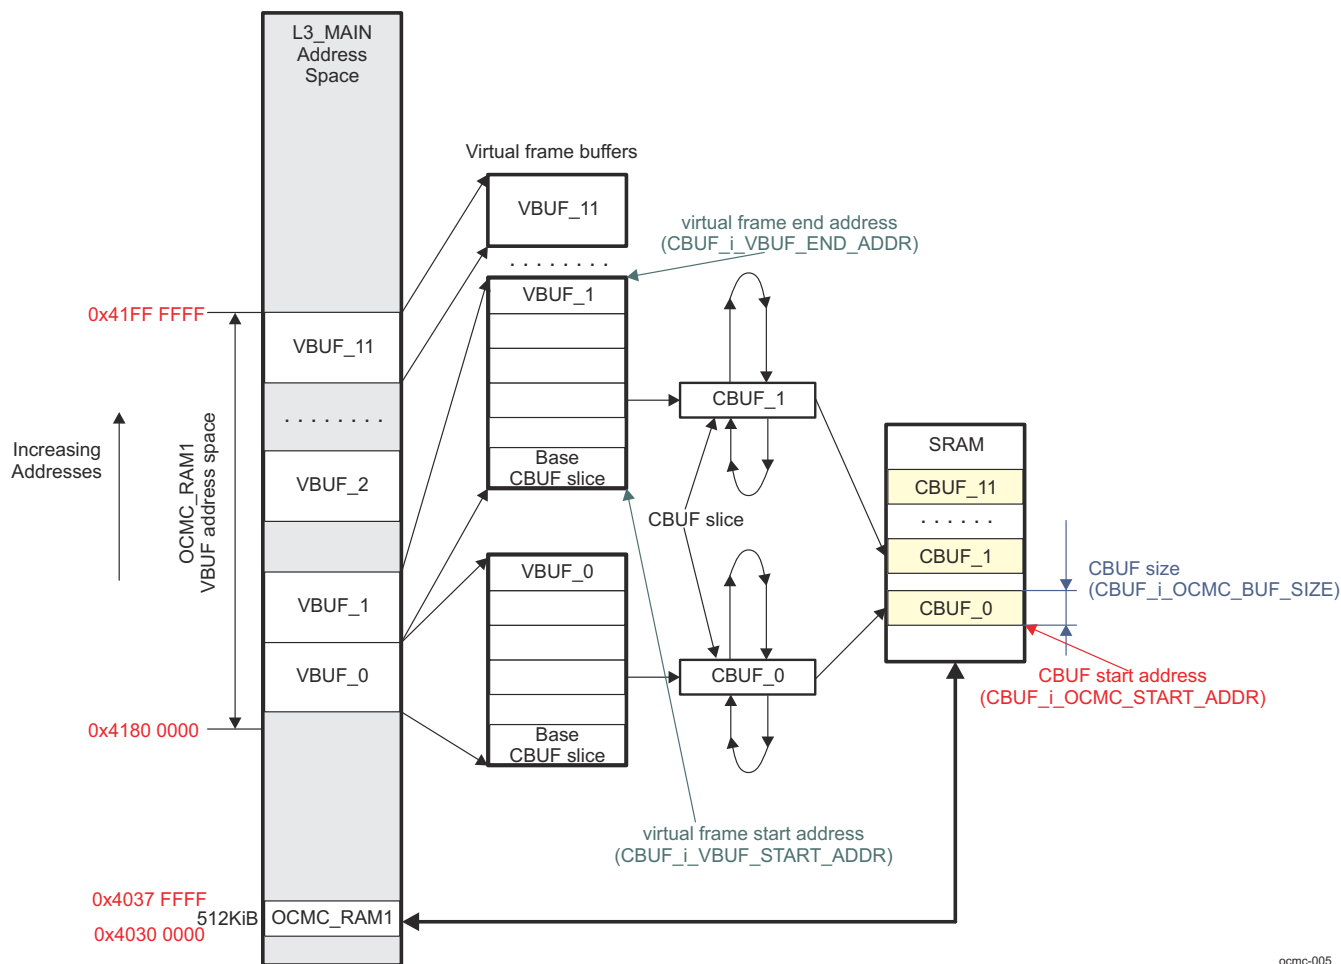 L3_MAIN
Address
Space
Virtual frame buffers
VBUF_11
virtual frame end address
(CBUF_i_VBUF_END_ADDR)
. . . . . . . .
VBUF_1
0x41FF FFFF
VBUF_11
CBUF_1
. . . . . . . .
Increasing
Addresses
OCMC_RAM1
VBUF address space
VBUF_2
Base
CBUF slice
SRAM
CBUF_11
. . . . . .
CBUF_1
CBUF_0
CBUF slice
CBUF size
(CBUF_i_OCMC_BUF_SIZE)
VBUF_0
VBUF_1
VBUF_0
CBUF_0
CBUF start address
(CBUF_i_OCMC_START_ADDR)
0x4180 0000
Base
CBUF slice
virtual frame start address
(CBUF_i_VBUF_START_ADDR)
0x4037 FFFF
512KiB
OCMC_RAM1
0x4030 0000
ocmc-005